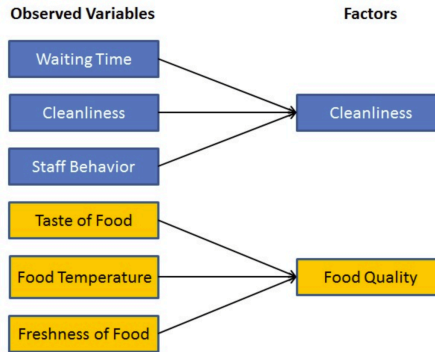 Observed Variables
Factors
Waiting Time
Cleanliness
Cleanliness
Staff Behavior
Taste of Food
Food Temperature
Food Quality
Freshness of Food